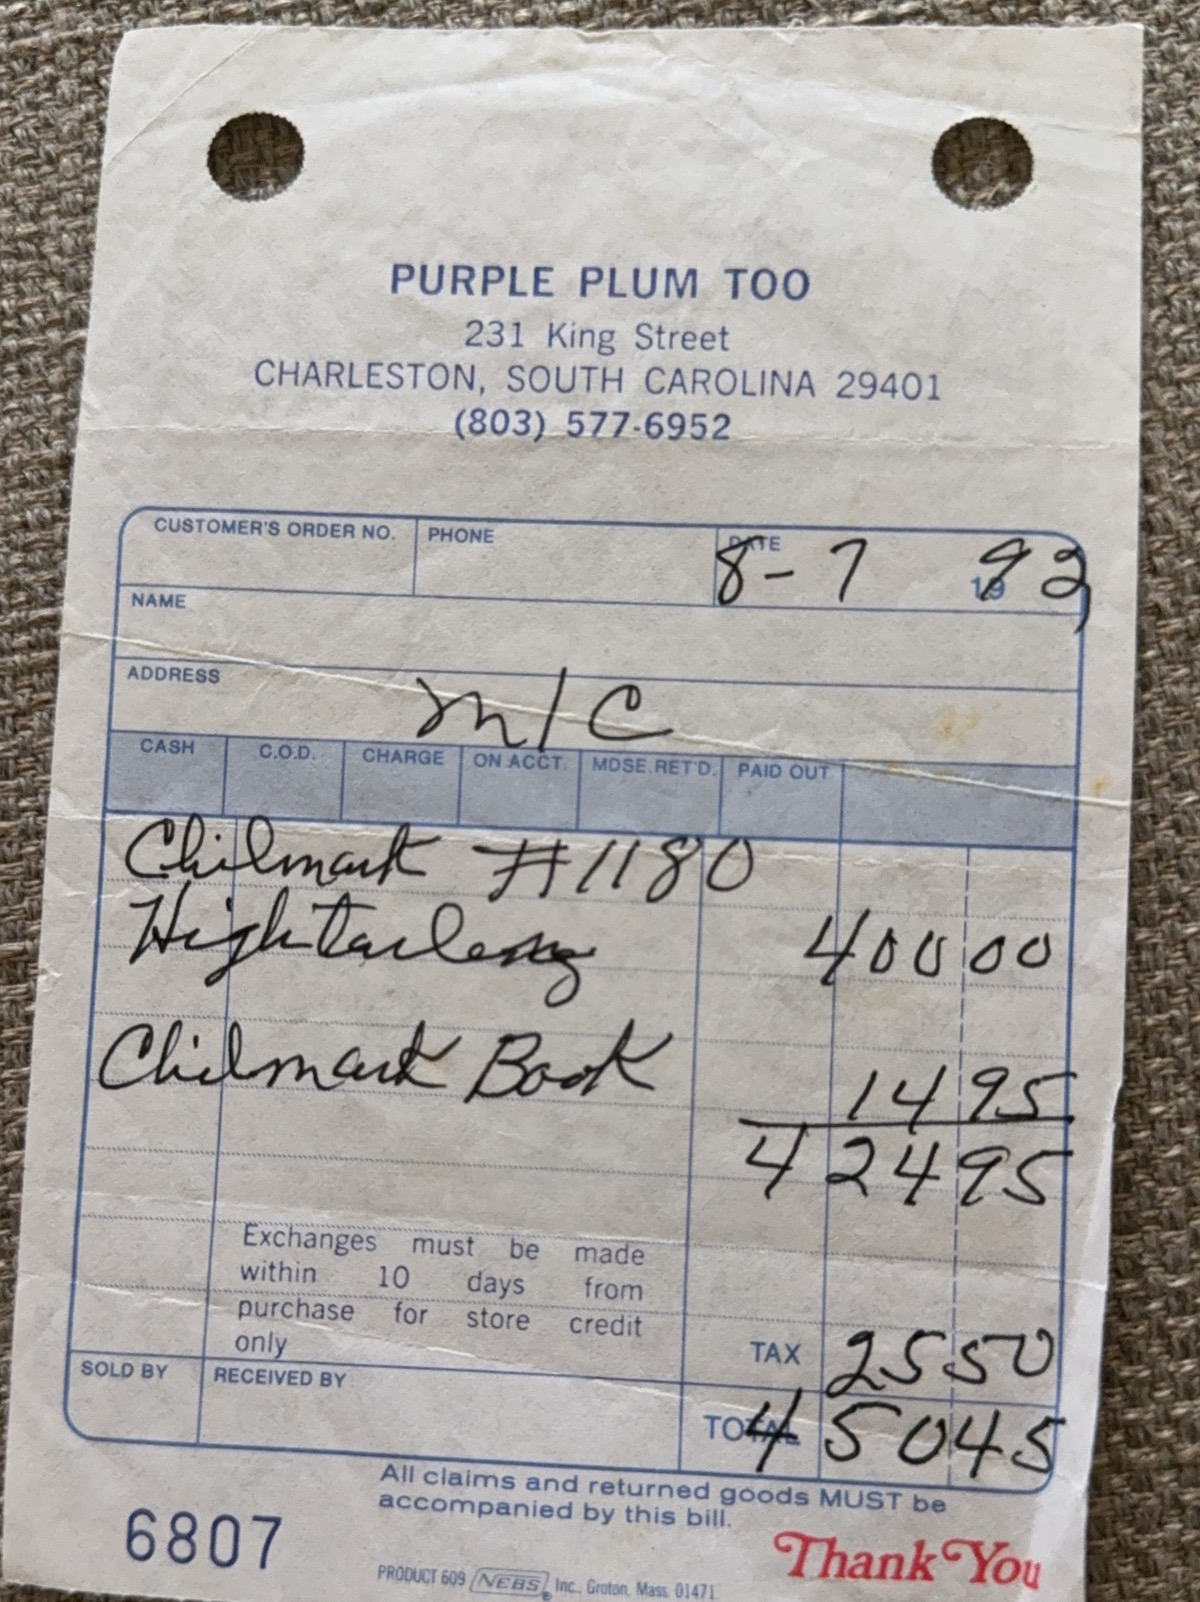 PURPLE PLUM TOO
231 King Street
CHARLESTON, SOUTH CAROLINA 29401
(803) 577-6952
CUSTOMER'S ORDER NO. PHONE DATE 8-7 19 92
NAME
ADDRESS
M/C
CASH C.O.D. CHARGE ON ACCT. MDSE. RET'D. PAID OUT
Chilmark #1180
Hightailing 400 00
Chilmark Book 14 95
424 95
Exchanges must be made
within 10 days from
purchase for store credit
only
TAX 25 50
SOLD BY RECEIVED BY
TOTAL 450 45
All claims and returned goods MUST be
accompanied by this bill.
6807
Thank You
PRODUCT 609 NEBS Inc., Groton, Mass. 01471